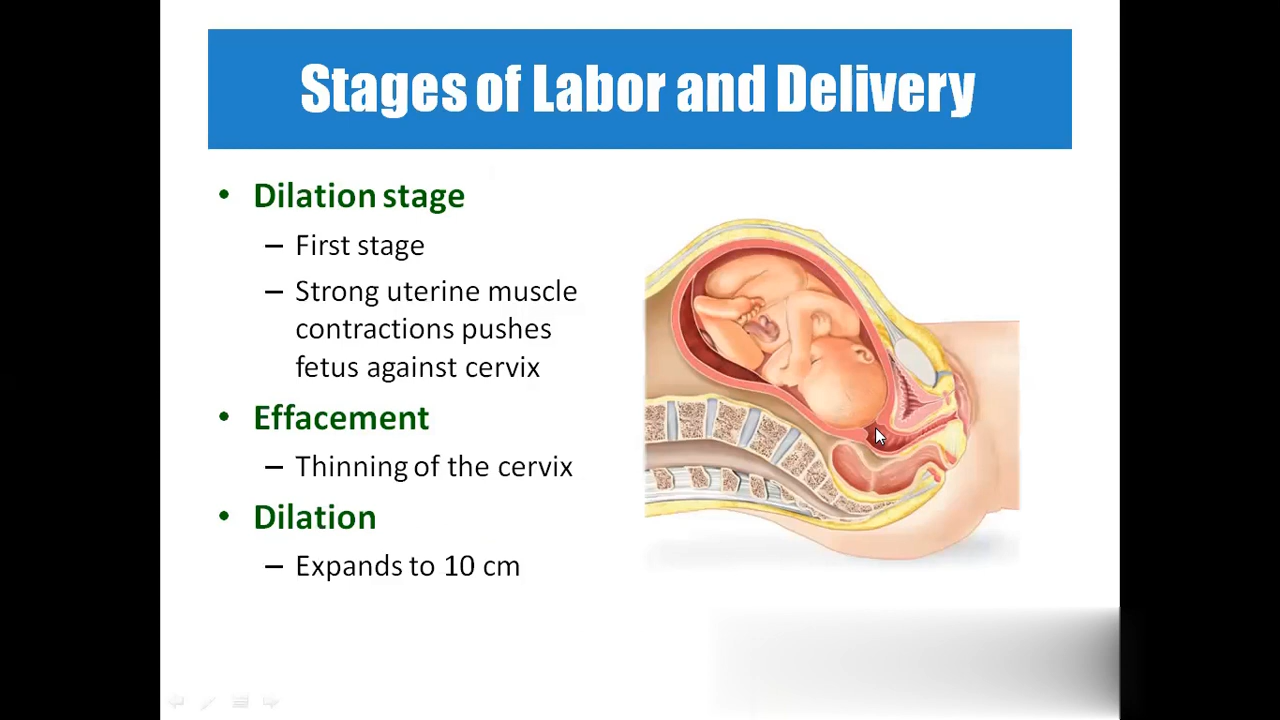 Stages of Labor and Delivery
• Dilation stage
– First stage
– Strong uterine muscle
contractions pushes
fetus against cervix
• Effacement
– Thinning of the cervix
• Dilation
– Expands to 10 cm